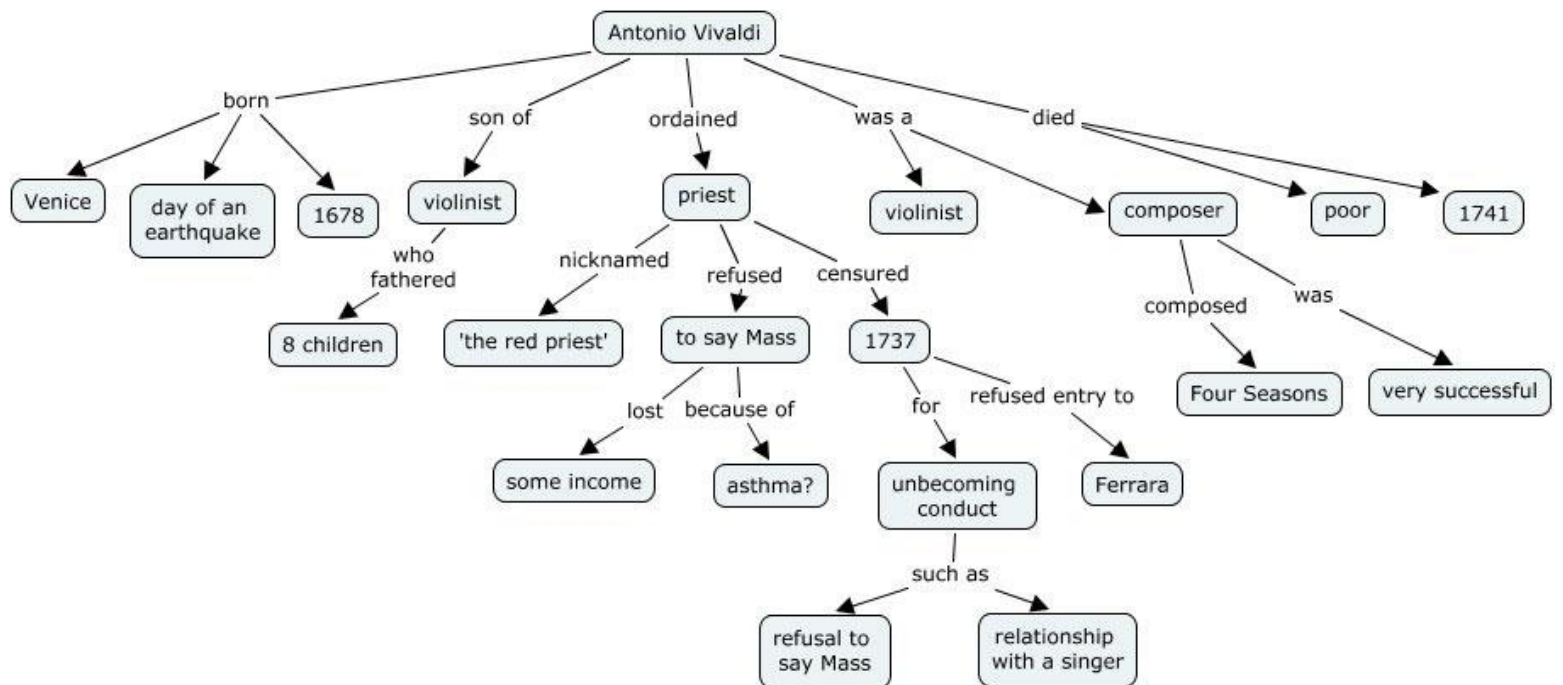 Antonio Vivaldi
born
son of
ordained
was a
died
Venice
day of an
earthquake
1678
violinist
priest
violinist
composer
poor
1741
who
fathered
nicknamed
refused
censured
composed
was
8 children
'the red priest'
to say Mass
1737
Four Seasons
very successful
lost
because of
for
refused entry to
some income
asthma?
unbecoming
conduct
Ferrara
such as
refusal to
say Mass
relationship
with a singer